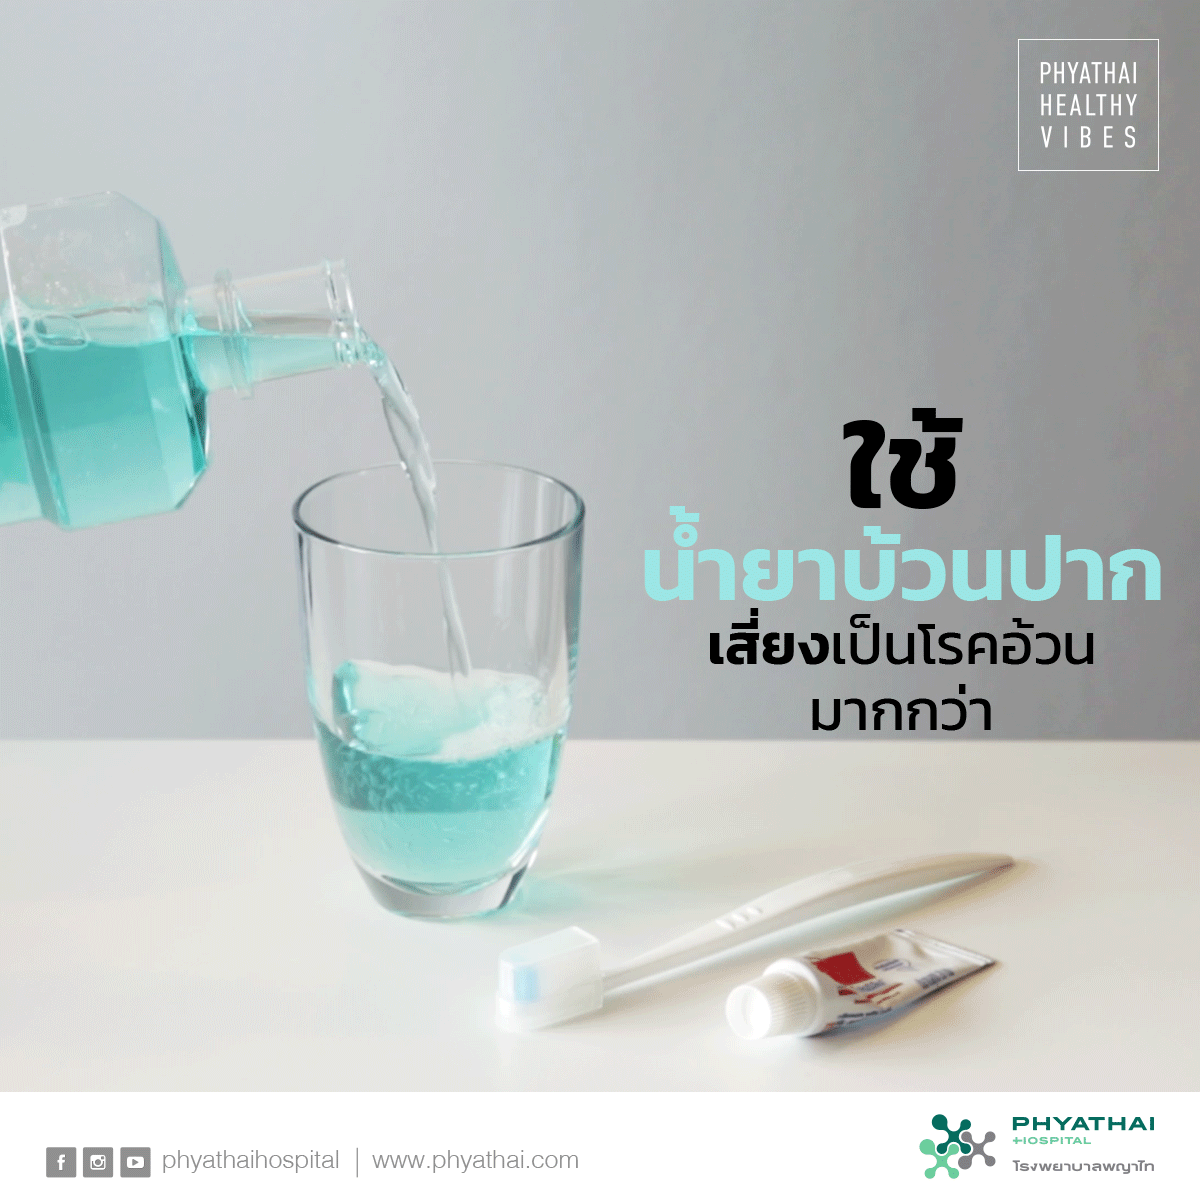 PHYATHAI
HEALTHY
VIBES
ใช้
น้ำยาบ้วนปาก
เสี่ยงเป็นโรคอ้วน
มากกว่า
phyathaihospital | www.phyathai.com
PHYATHAI
HOSPITAL
โรงพยาบาลพญาไท